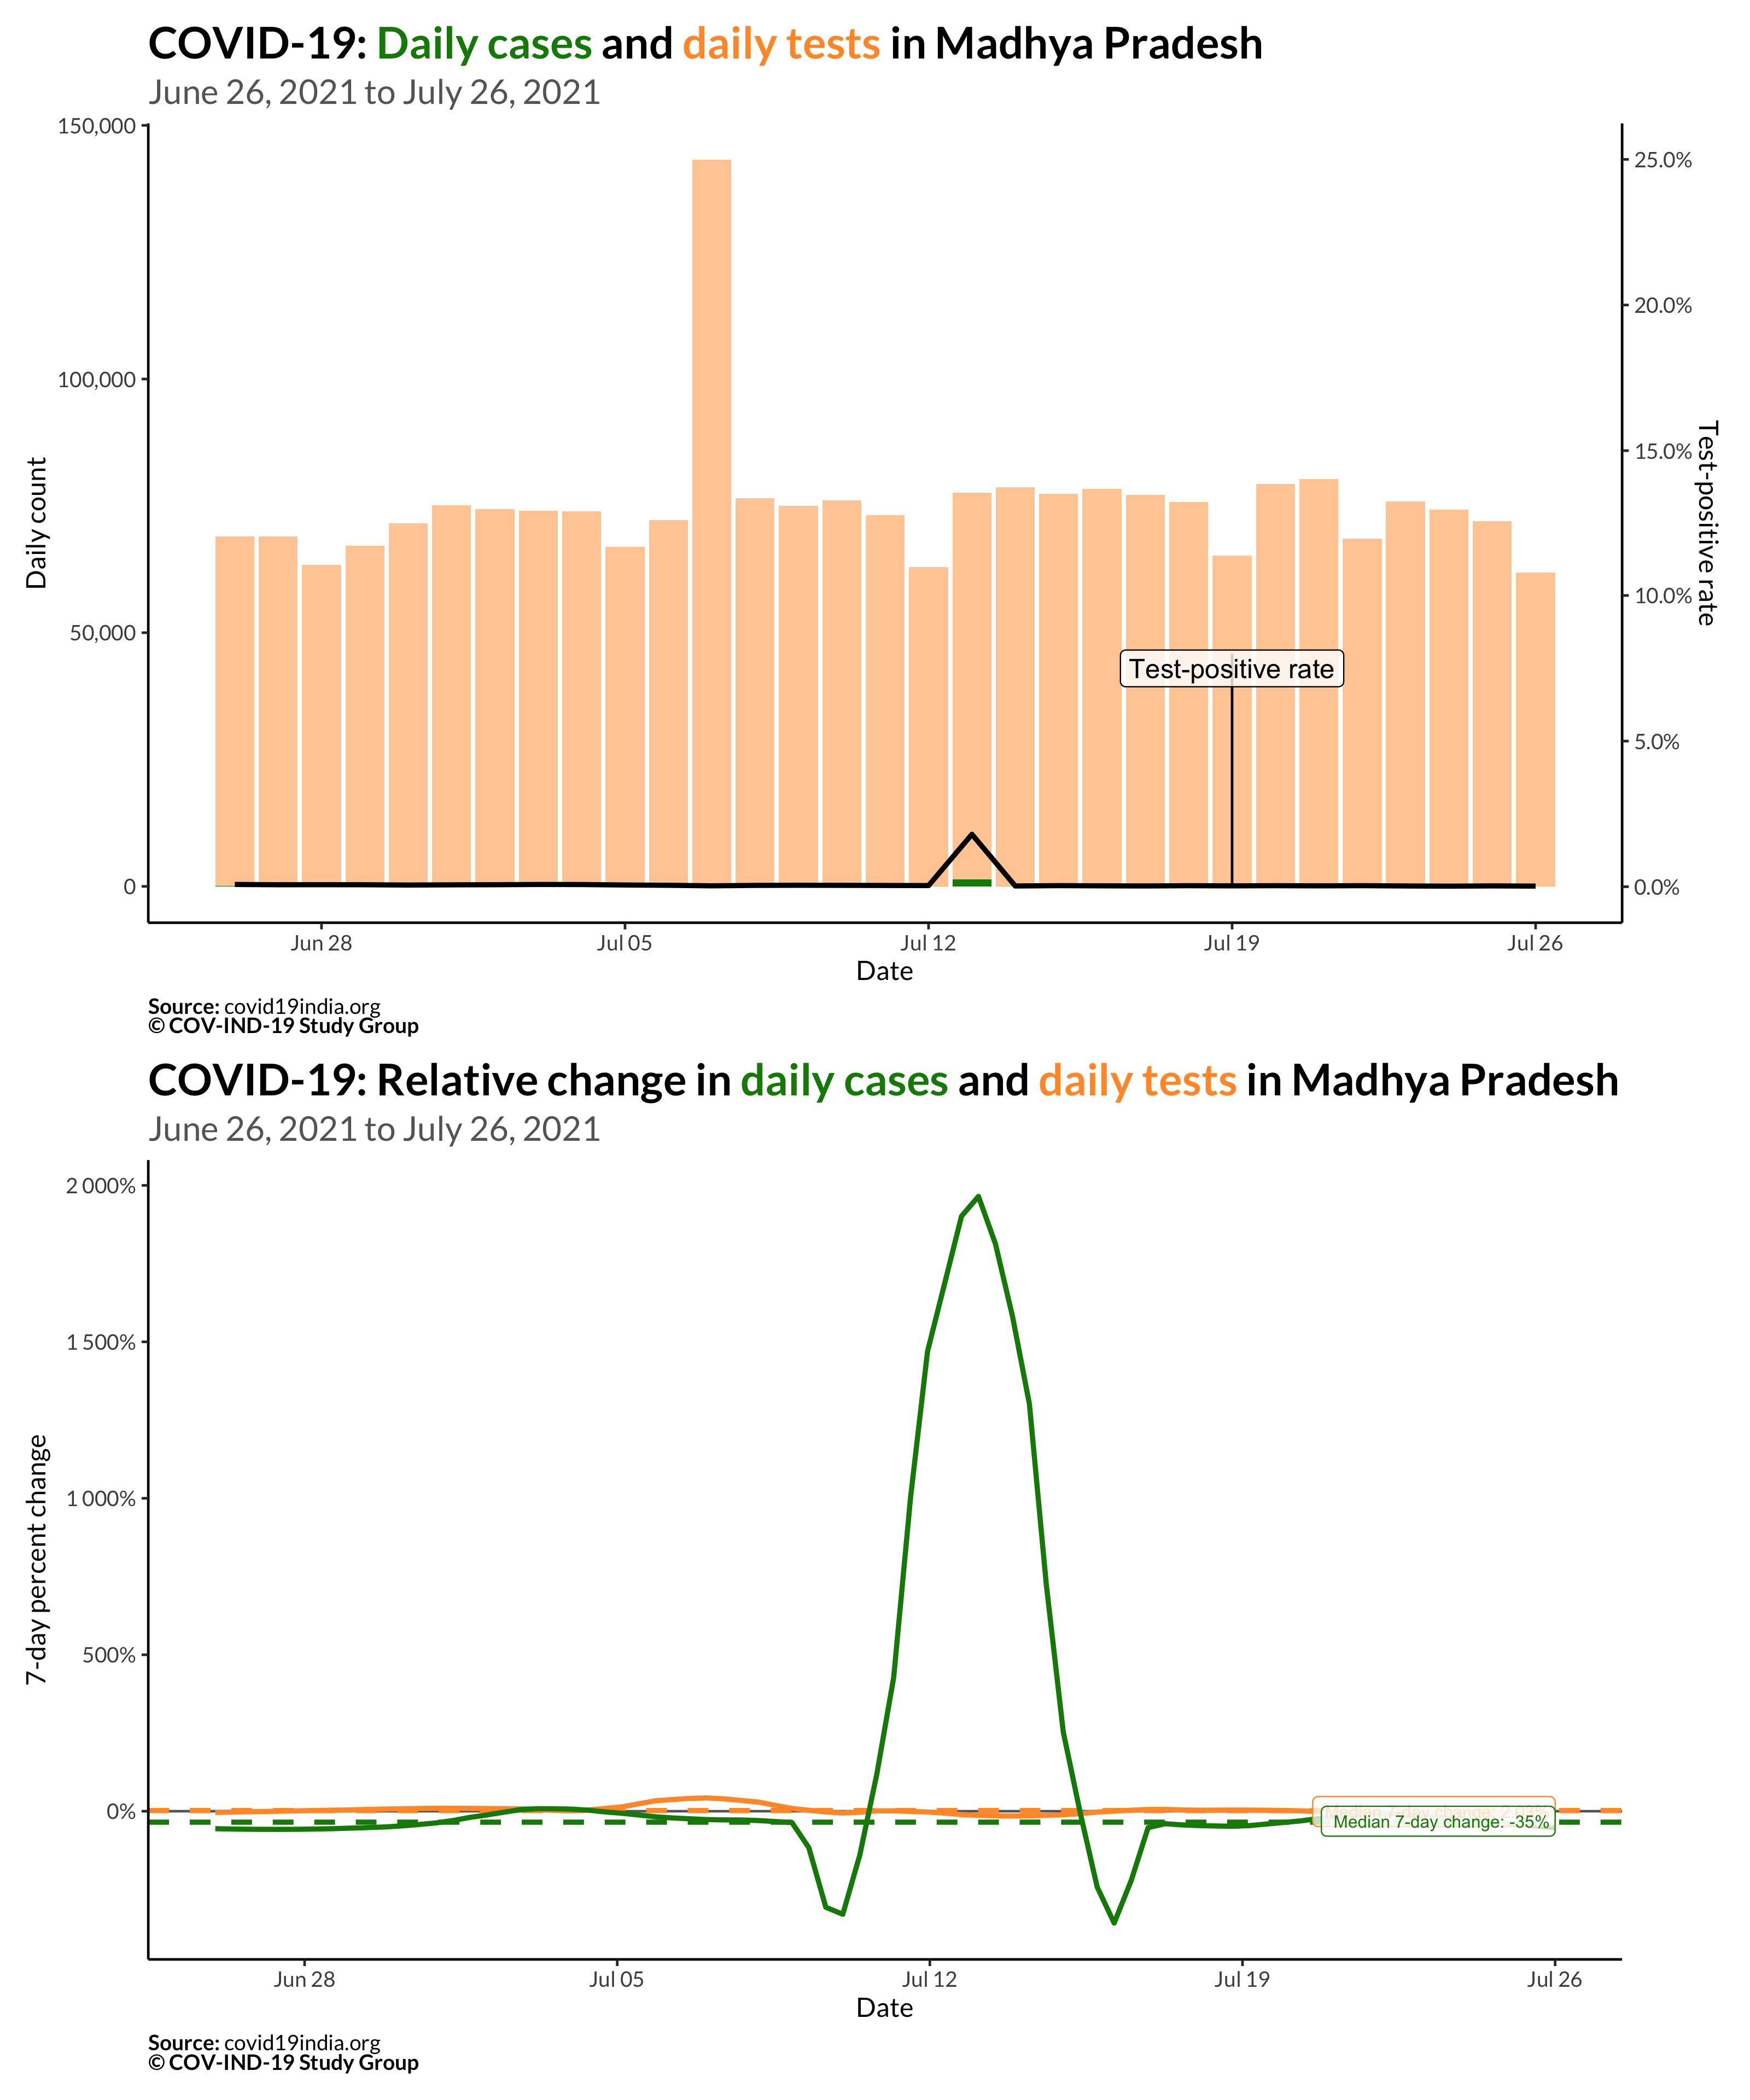 COVID-19: Daily cases and daily tests in Madhya Pradesh
June 26, 2021 to July 26, 2021
150,000
100,000
50,000
0
Daily count
25.0%
20.0%
15.0%
10.0%
5.0%
0.0%
Test-positive rate
Test-positive rate
Jun 28
Jul 05
Jul 12
Jul 19
Jul 26
Date
Source: covid19india.org
© COV-IND-19 Study Group
COVID-19: Relative change in daily cases and daily tests in Madhya Pradesh
June 26, 2021 to July 26, 2021
2 000%
1 500%
1 000%
500%
0%
7-day percent change
Median 7-day change: -35%
Jun 28
Jul 05
Jul 12
Jul 19
Jul 26
Date
Source: covid19india.org
© COV-IND-19 Study Group